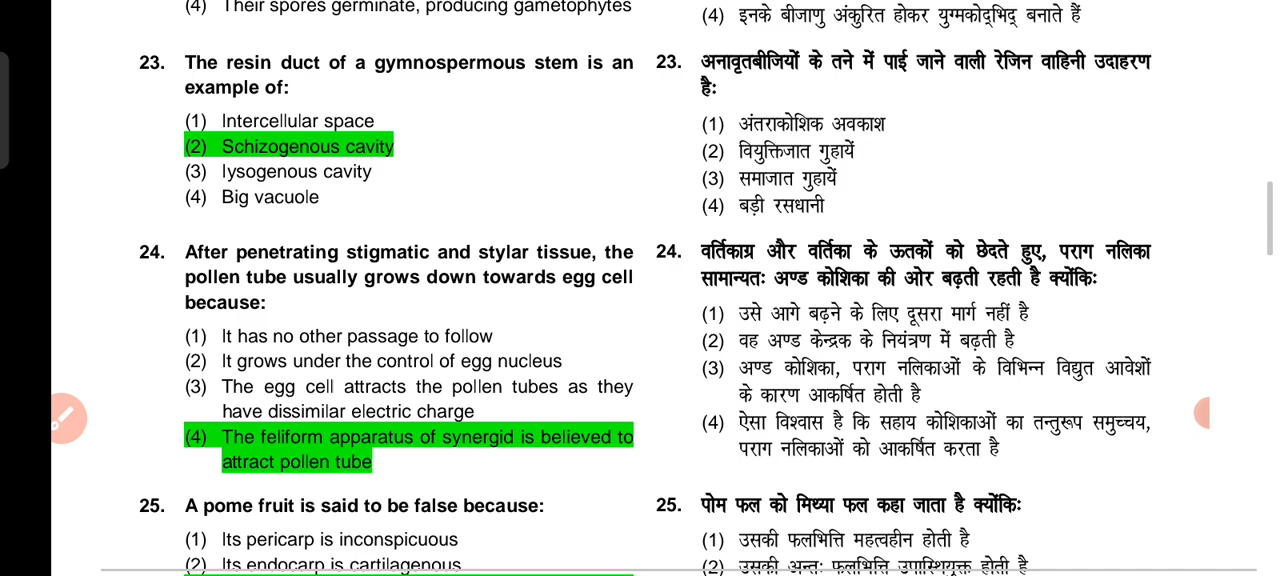 (4) Their spores germinate, producing gametophytes
23. The resin duct of a gymnospermous stem is an
example of:
(1) Intercellular space
(2) Schizogenous cavity
(3) lysogenous cavity
(4) Big vacuole
24. After penetrating stigmatic and stylar tissue, the
pollen tube usually grows down towards egg cell
because:
(1) It has no other passage to follow
(2) It grows under the control of egg nucleus
(3) The egg cell attracts the pollen tubes as they
have dissimilar electric charge
(4) The feliform apparatus of synergid is believed to
attract pollen tube
25. A pome fruit is said to be false because:
(1) Its pericarp is inconspicuous
(2) Its endocarp is cartilagenous
(4) इनके बीजाणु अंकुरित होकर युग्मकोद्भिद् बनाते हैं
23. अनावृतबीजियों के तने में पाई जाने वाली रेजिन वाहिनी उदाहरण
है:
(1) अंतराकोशिक अवकाश
(2) वियुक्तिजात गुहायें
(3) समाजात गुहायें
(4) बड़ी रसधानी
24. वर्तिकाग्र और वर्तिका के ऊतकों को छेदते हुए, पराग नलिका
सामान्यतः अण्ड कोशिका की ओर बढ़ती रहती है क्योंकिः
(1) उसे आगे बढ़ने के लिए दूसरा मार्ग नहीं है
(2) वह अण्ड केन्द्रक के नियंत्रण में बढ़ती है
(3) अण्ड कोशिका, पराग नलिकाओं के विभिन्न विद्युत आवेशों
के कारण आकर्षित होती है
(4) ऐसा विश्वास है कि सहाय कोशिकाओं का तन्तुरूप समुच्चय,
पराग नलिकाओं को आकर्षित करता है
25. पोम फल को मिथ्या फल कहा जाता है क्योंकिः
(1) उसकी फलभित्ति महत्वहीन होती है
(2) उसकी अन्तः फलभित्ति उपास्थियुक्त होती है